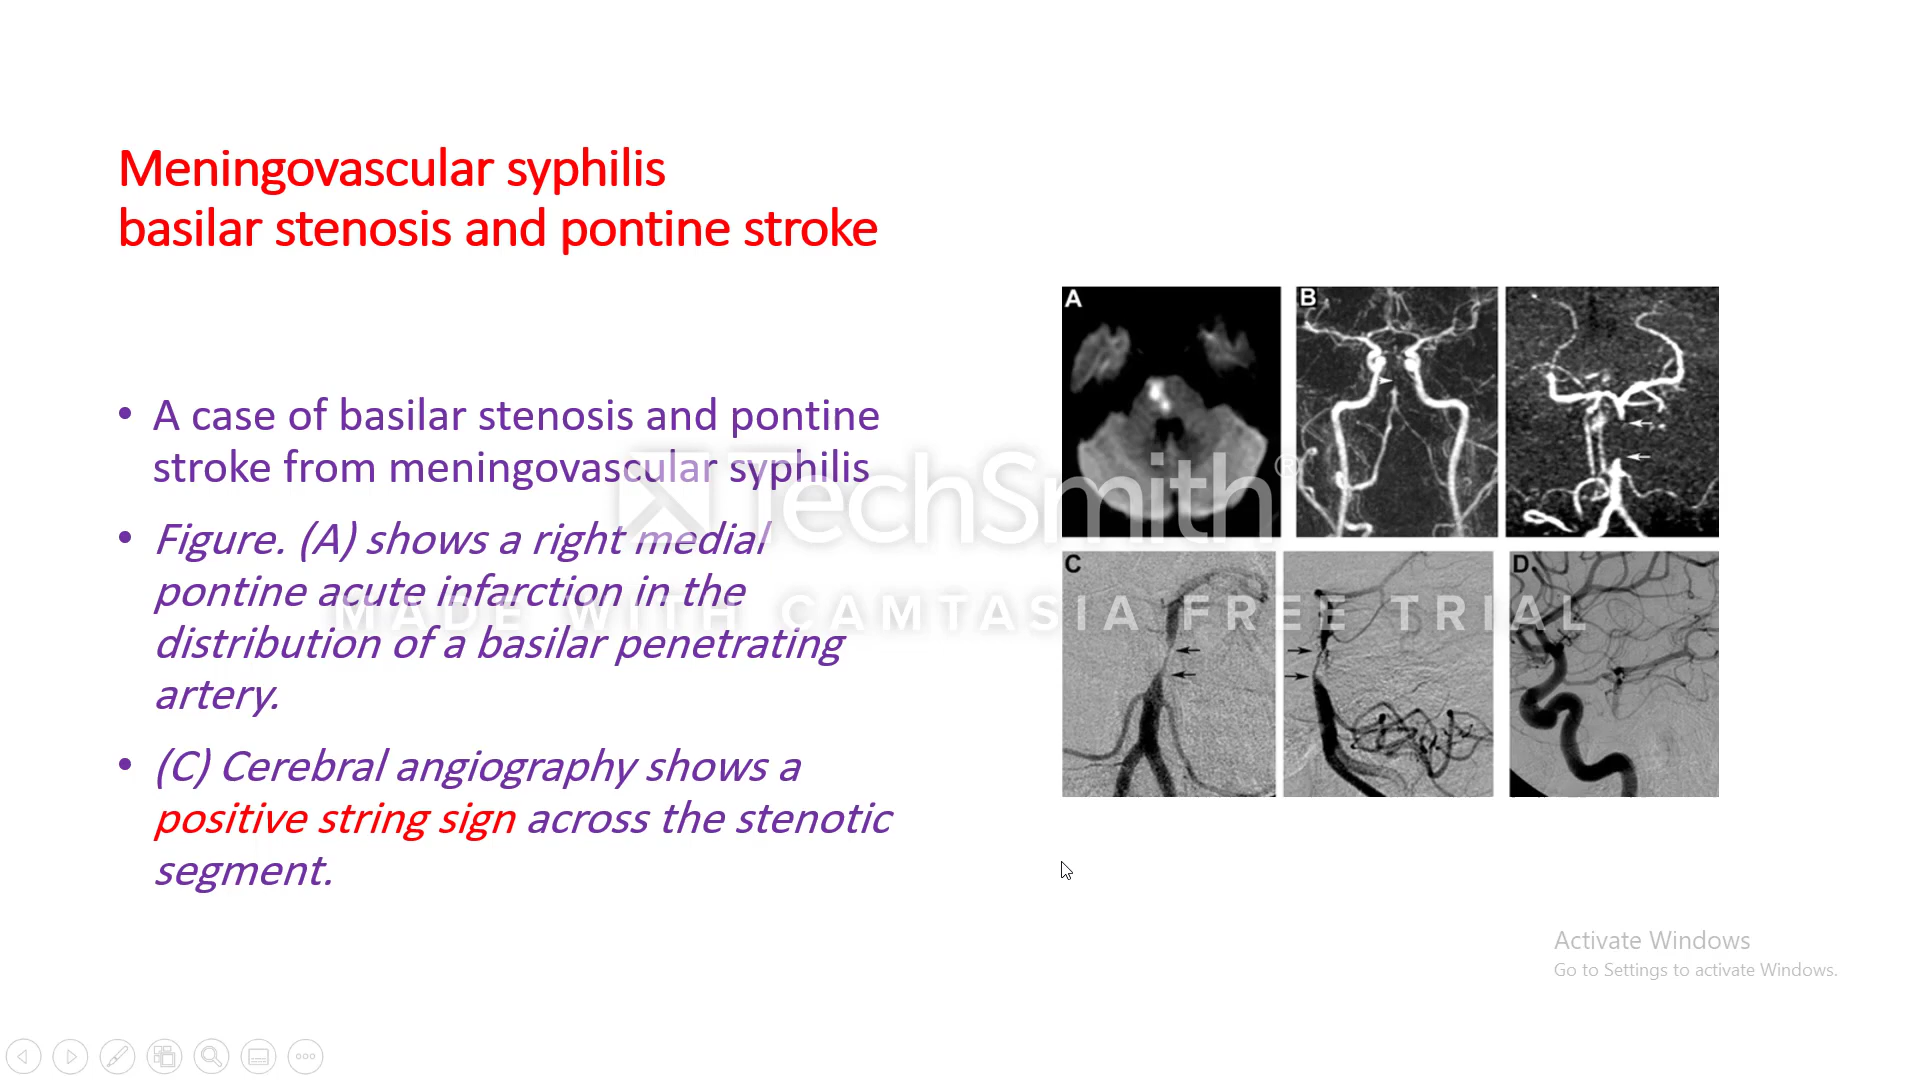 Meningovascular syphilis
basilar stenosis and pontine stroke
• A case of basilar stenosis and pontine
stroke from meningovascular syphilis
• Figure. (A) shows a right medial
pontine acute infarction in the
distribution of a basilar penetrating
artery.
• (C) Cerebral angiography shows a
positive string sign across the stenotic
segment.
A
B
C
D
TechSmith®
MADE WITH CAMTASIA FREE TRIAL
Activate Windows
Go to Settings to activate Windows.